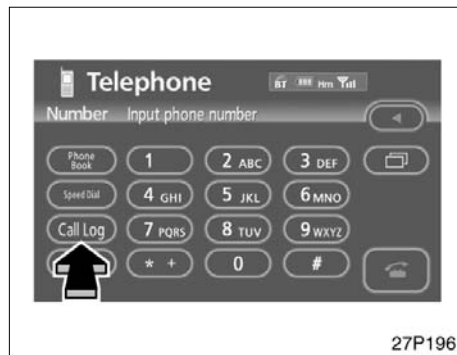 Telephone
BT Hm
Number Input phone number
Phone Book 1 2 ABC 3 DEF
Speed Dial 4 GHI 5 JKL 6 MNO
Call Log 7 PQRS 8 TUV 9 WXYZ
* + 0 #
27P196